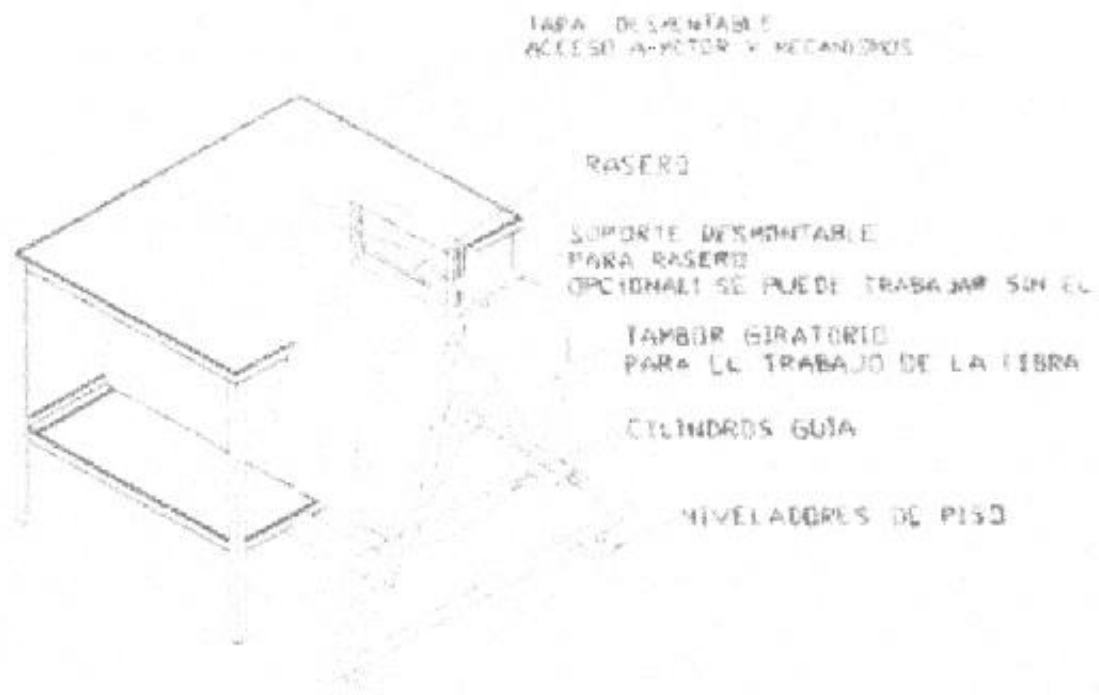 TAPA DESMONTABLE
ACCESO A MOTOR Y MECANISMOS
RASERO
SOPORTE DESMONTABLE
PARA RASERO
OPCIONAL: SE PUEDE TRABAJAR SIN EL
TAMBOR GIRATORIO
PARA EL TRABAJO DE LA FIBRA
CILINDROS GUÍA
NIVELADORES DE PISO